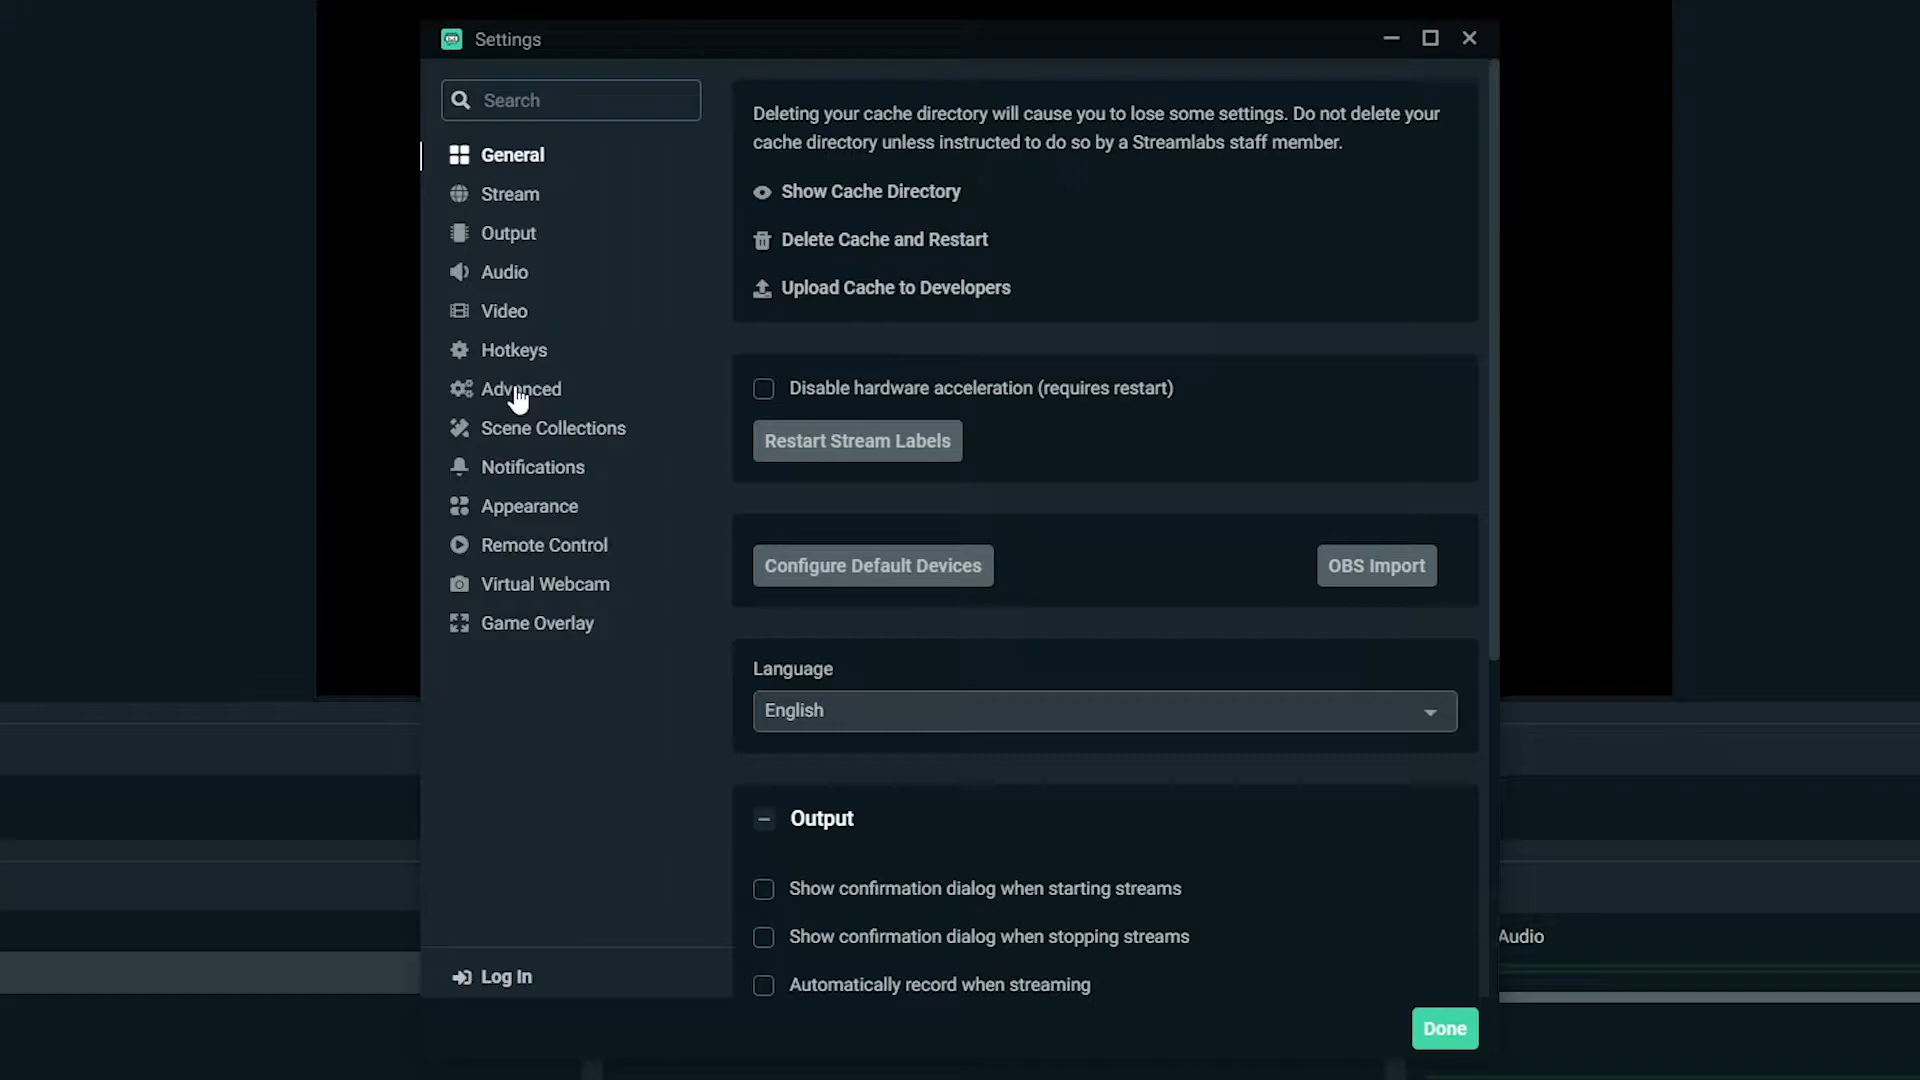 Settings
Search
General
Stream
Output
Audio
Video
Hotkeys
Advanced
Scene Collections
Notifications
Appearance
Remote Control
Virtual Webcam
Game Overlay
Log In
Deleting your cache directory will cause you to lose some settings. Do not delete your
cache directory unless instructed to do so by a Streamlabs staff member.
Show Cache Directory
Delete Cache and Restart
Upload Cache to Developers
Disable hardware acceleration (requires restart)
Restart Stream Labels
Configure Default Devices
OBS Import
Language
English
Output
Show confirmation dialog when starting streams
Show confirmation dialog when stopping streams
Automatically record when streaming
Done
Audio